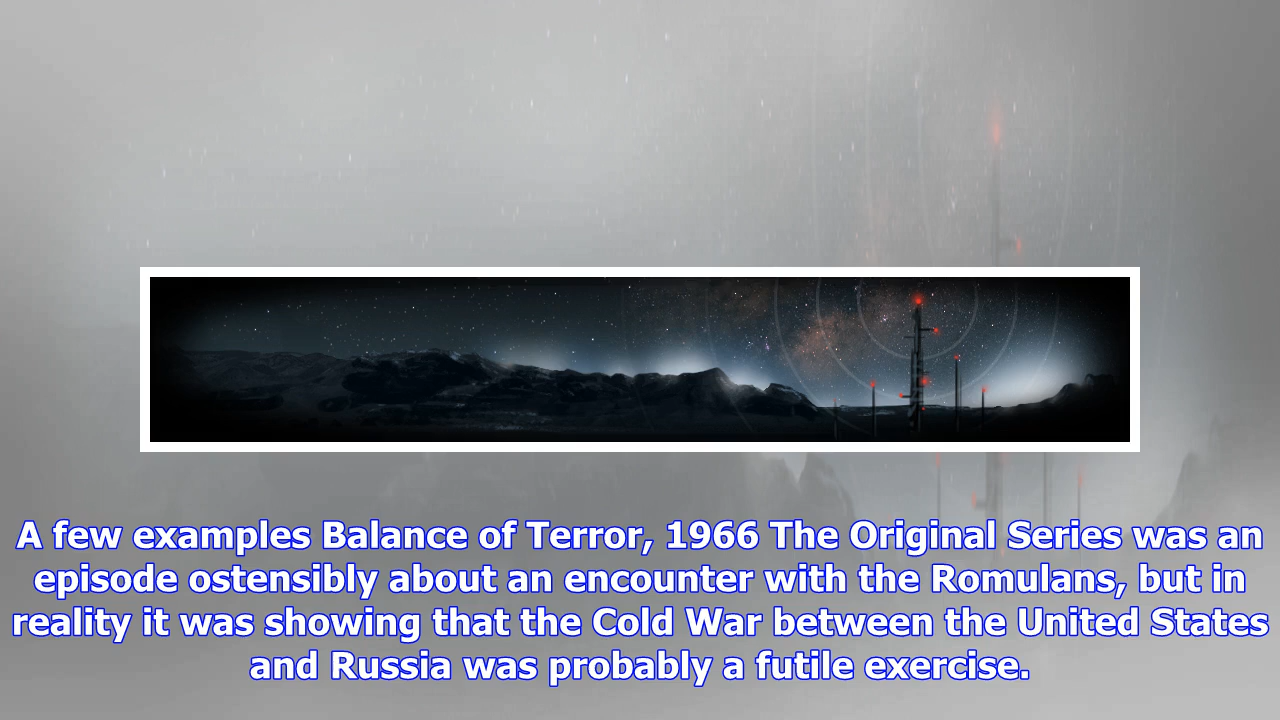 A few examples Balance of Terror, 1966 The Original Series was an
episode ostensibly about an encounter with the Romulans, but in
reality it was showing that the Cold War between the United States
and Russia was probably a futile exercise.